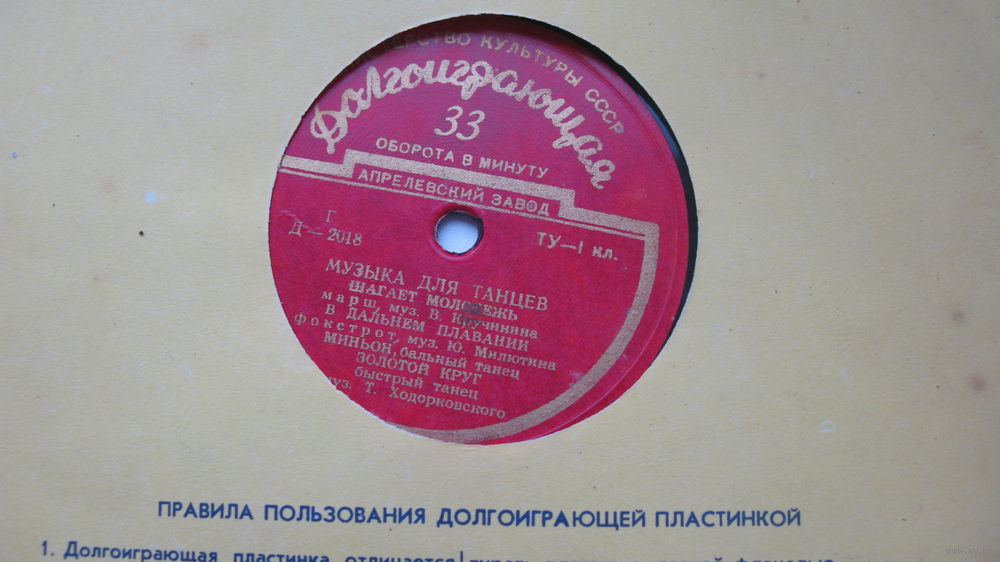 МИНИСТЕРСТВО КУЛЬТУРЫ СССР
Долгоиграющая
33
ОБОРОТА В МИНУТУ
АПРЕЛЕВСКИЙ ЗАВОД
Г
Д—2018
ТУ—1 кл.
МУЗЫКА ДЛЯ ТАНЦЕВ
ШАГАЕТ МОЛОДЕЖЬ
марш, муз. В. Кручинина
В ДАЛЬНЕМ ПЛАВАНИИ
фокстрот, муз. Ю. Милютина
МИНЬОН, бальный танец
ЗОЛОТОЙ КРУГ
быстрый танец
муз. Т. Ходорковского
ПРАВИЛА ПОЛЬЗОВАНИЯ ДОЛГОИГРАЮЩЕЙ ПЛАСТИНКОЙ
1. Долгоиграющая пластинка отличается